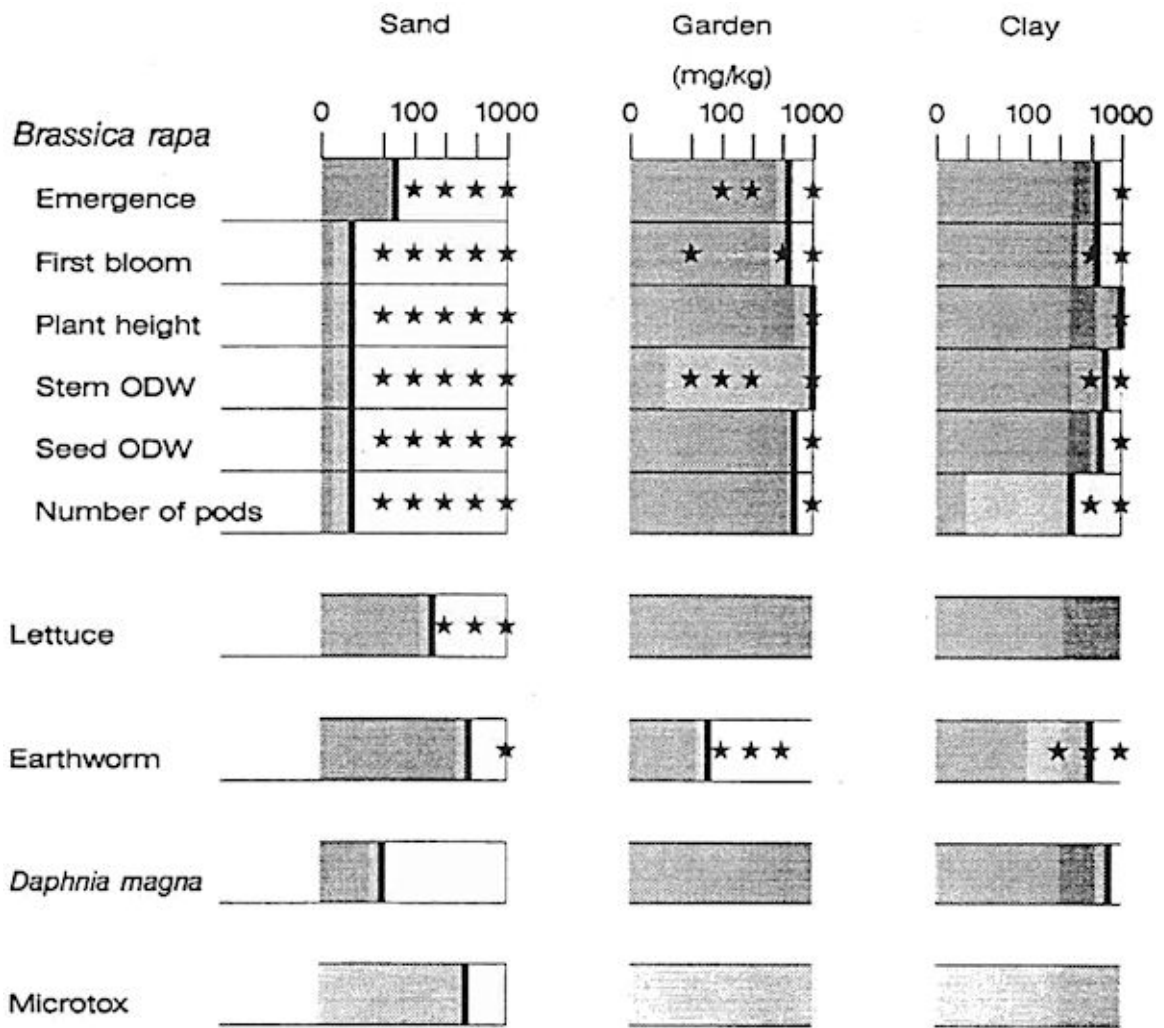 Sand Garden Clay
(mg/kg)
0 100 1000 0 100 1000 0 100 1000
Brassica rapa
Emergence
First bloom
Plant height
Stem ODW
Seed ODW
Number of pods
Lettuce
Earthworm
Daphnia magna
Microtox